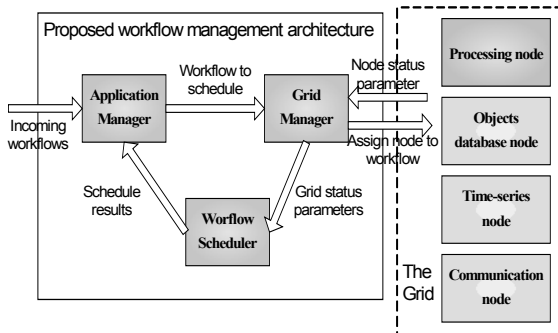 Proposed workflow management architecture
Processing node
Workflow to
schedule
Node status
parameter
Application
Manager
Grid
Manager
Incoming
workflows
Assign node to
workflow
Objects
database node
Schedule
results
Grid status
parameters
Time-series
node
Worflow
Scheduler
The
Grid
Communication
node